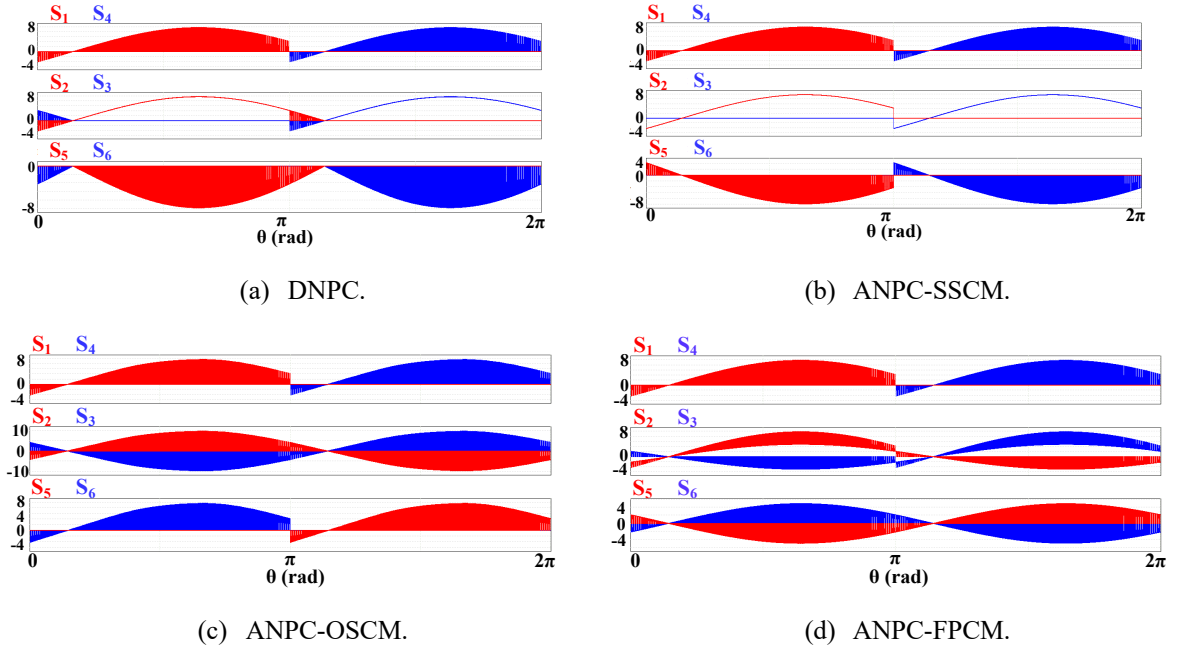 S1 S4
8
0
-4
S2 S3
8
0
-4
S5 S6
0
-8
0 π 2π
θ (rad)
(a) DNPC.
S1 S4
8
0
-4
S2 S3
8
0
-4
S5 S6
4
0
-8
0 π 2π
θ (rad)
(b) ANPC-SSCM.
S1 S4
8
4
0
-4
S2 S3
10
0
-10
S5 S6
8
4
0
-4
0 π 2π
θ (rad)
(c) ANPC-OSCM.
S1 S4
8
0
-4
S2 S3
8
0
-4
S5 S6
4
0
-4
0 π 2π
θ (rad)
(d) ANPC-FPCM.